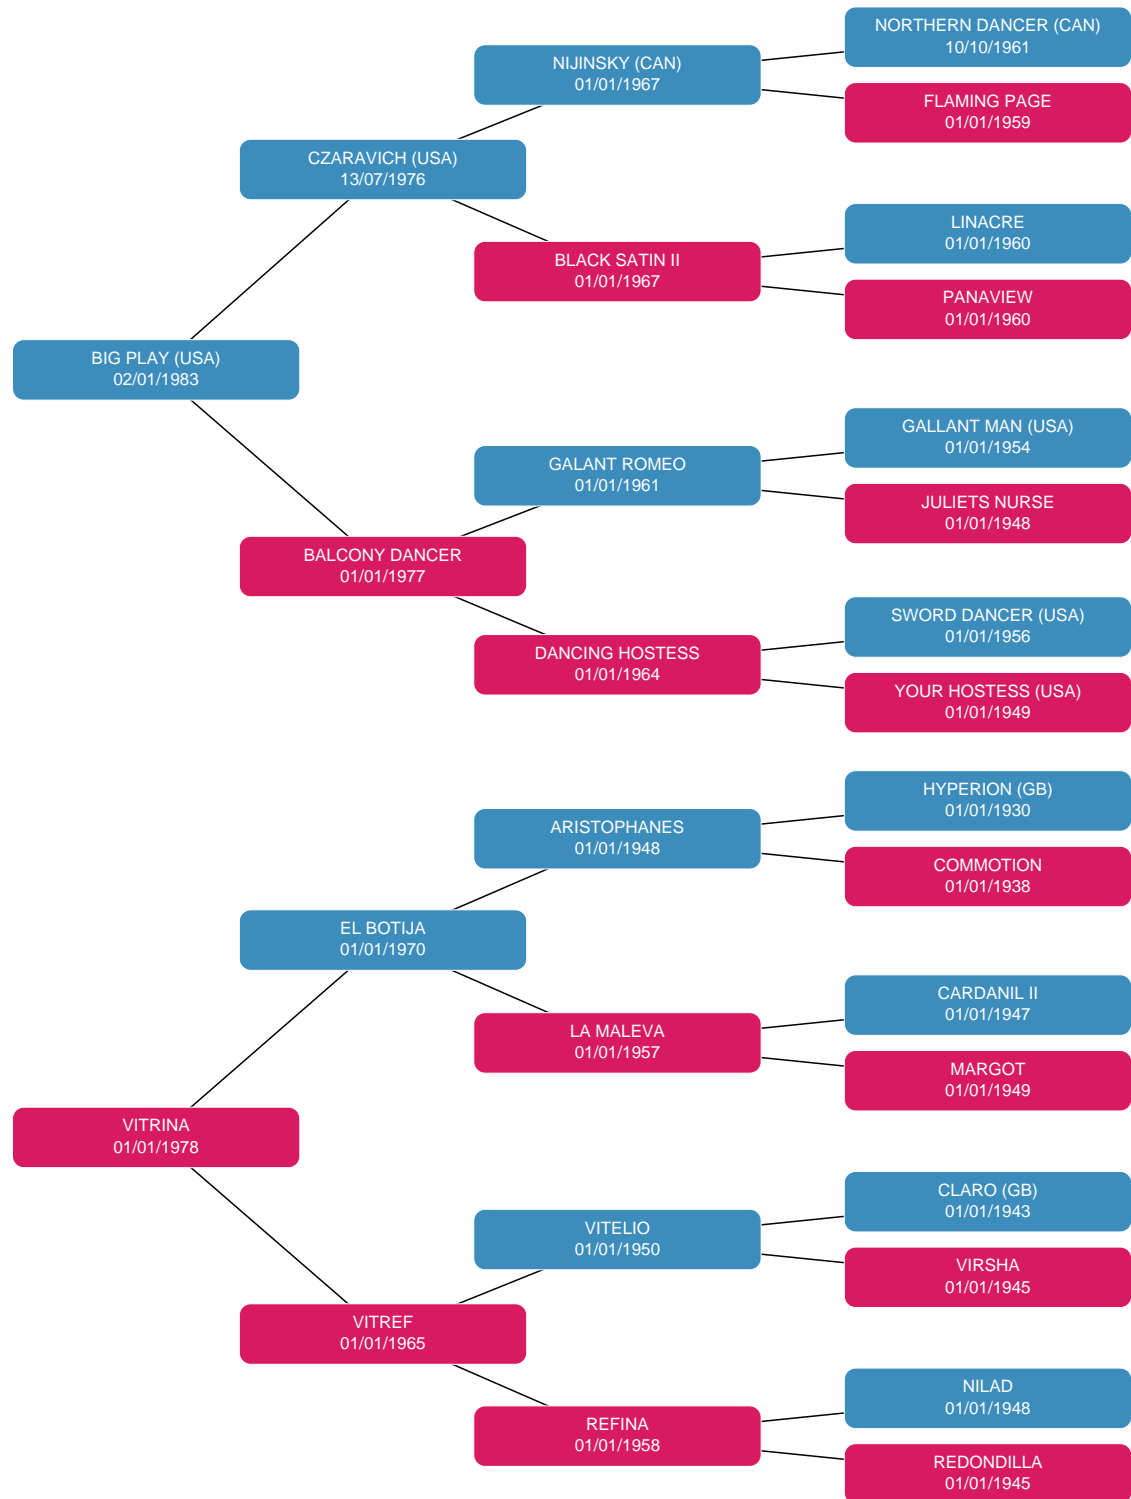 NORTHERN DANCER (CAN)
10/10/1961
NIJINSKY (CAN)
01/01/1967
FLAMING PAGE
01/01/1959
CZARAVICH (USA)
13/07/1976
LINACRE
01/01/1960
BLACK SATIN II
01/01/1967
PANAVIEW
01/01/1960
BIG PLAY (USA)
02/01/1983
GALLANT MAN (USA)
01/01/1954
GALANT ROMEO
01/01/1961
JULIETS NURSE
01/01/1948
BALCONY DANCER
01/01/1977
SWORD DANCER (USA)
01/01/1956
DANCING HOSTESS
01/01/1964
YOUR HOSTESS (USA)
01/01/1949
HYPERION (GB)
01/01/1930
ARISTOPHANES
01/01/1948
COMMOTION
01/01/1938
EL BOTIJA
01/01/1970
CARDANIL II
01/01/1947
LA MALEVA
01/01/1957
MARGOT
01/01/1949
VITRINA
01/01/1978
CLARO (GB)
01/01/1943
VITELIO
01/01/1950
VIRSHA
01/01/1945
VITREF
01/01/1965
NILAD
01/01/1948
REFINA
01/01/1958
REDONDILLA
01/01/1945